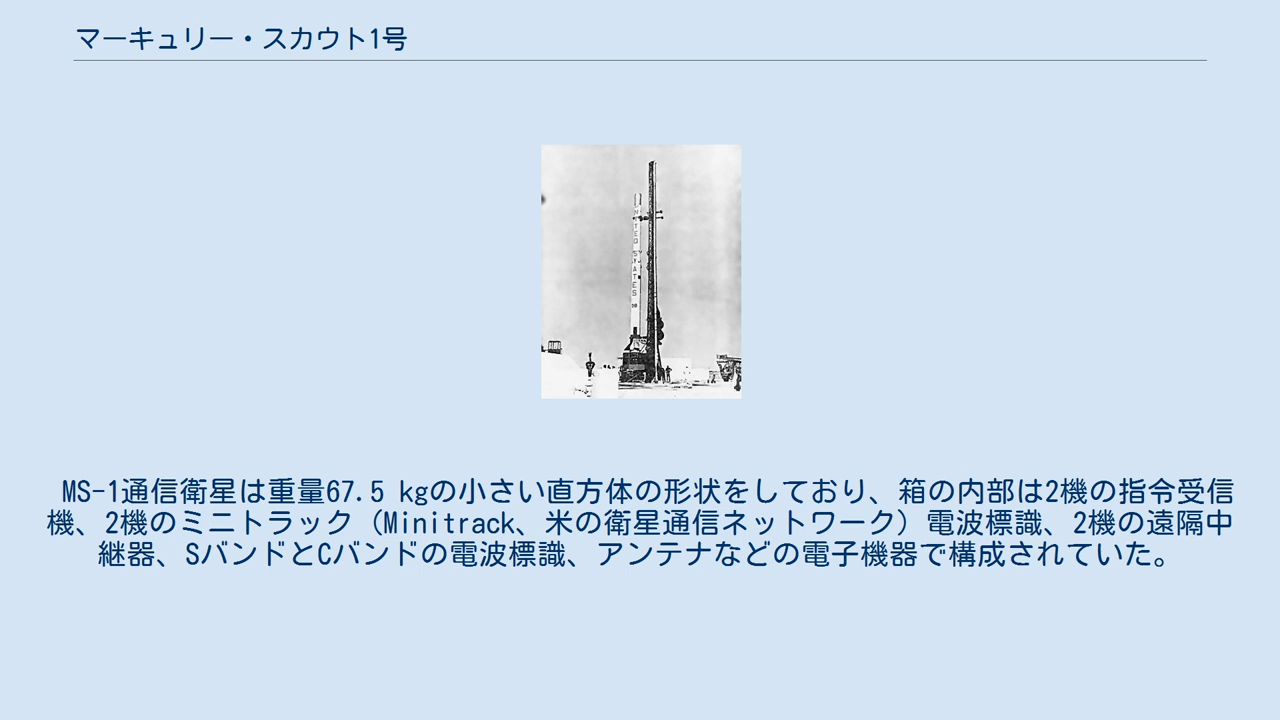 マーキュリー・スカウト1号
UNITED STATES
MS-1通信衛星は重量67.5 kgの小さい直方体の形状をしており、箱の内部は2機の指令受信
機、2機のミニトラック（Minitrack、米の衛星通信ネットワーク）電波標識、2機の遠隔中
継器、SバンドとCバンドの電波標識、アンテナなどの電子機器で構成されていた。